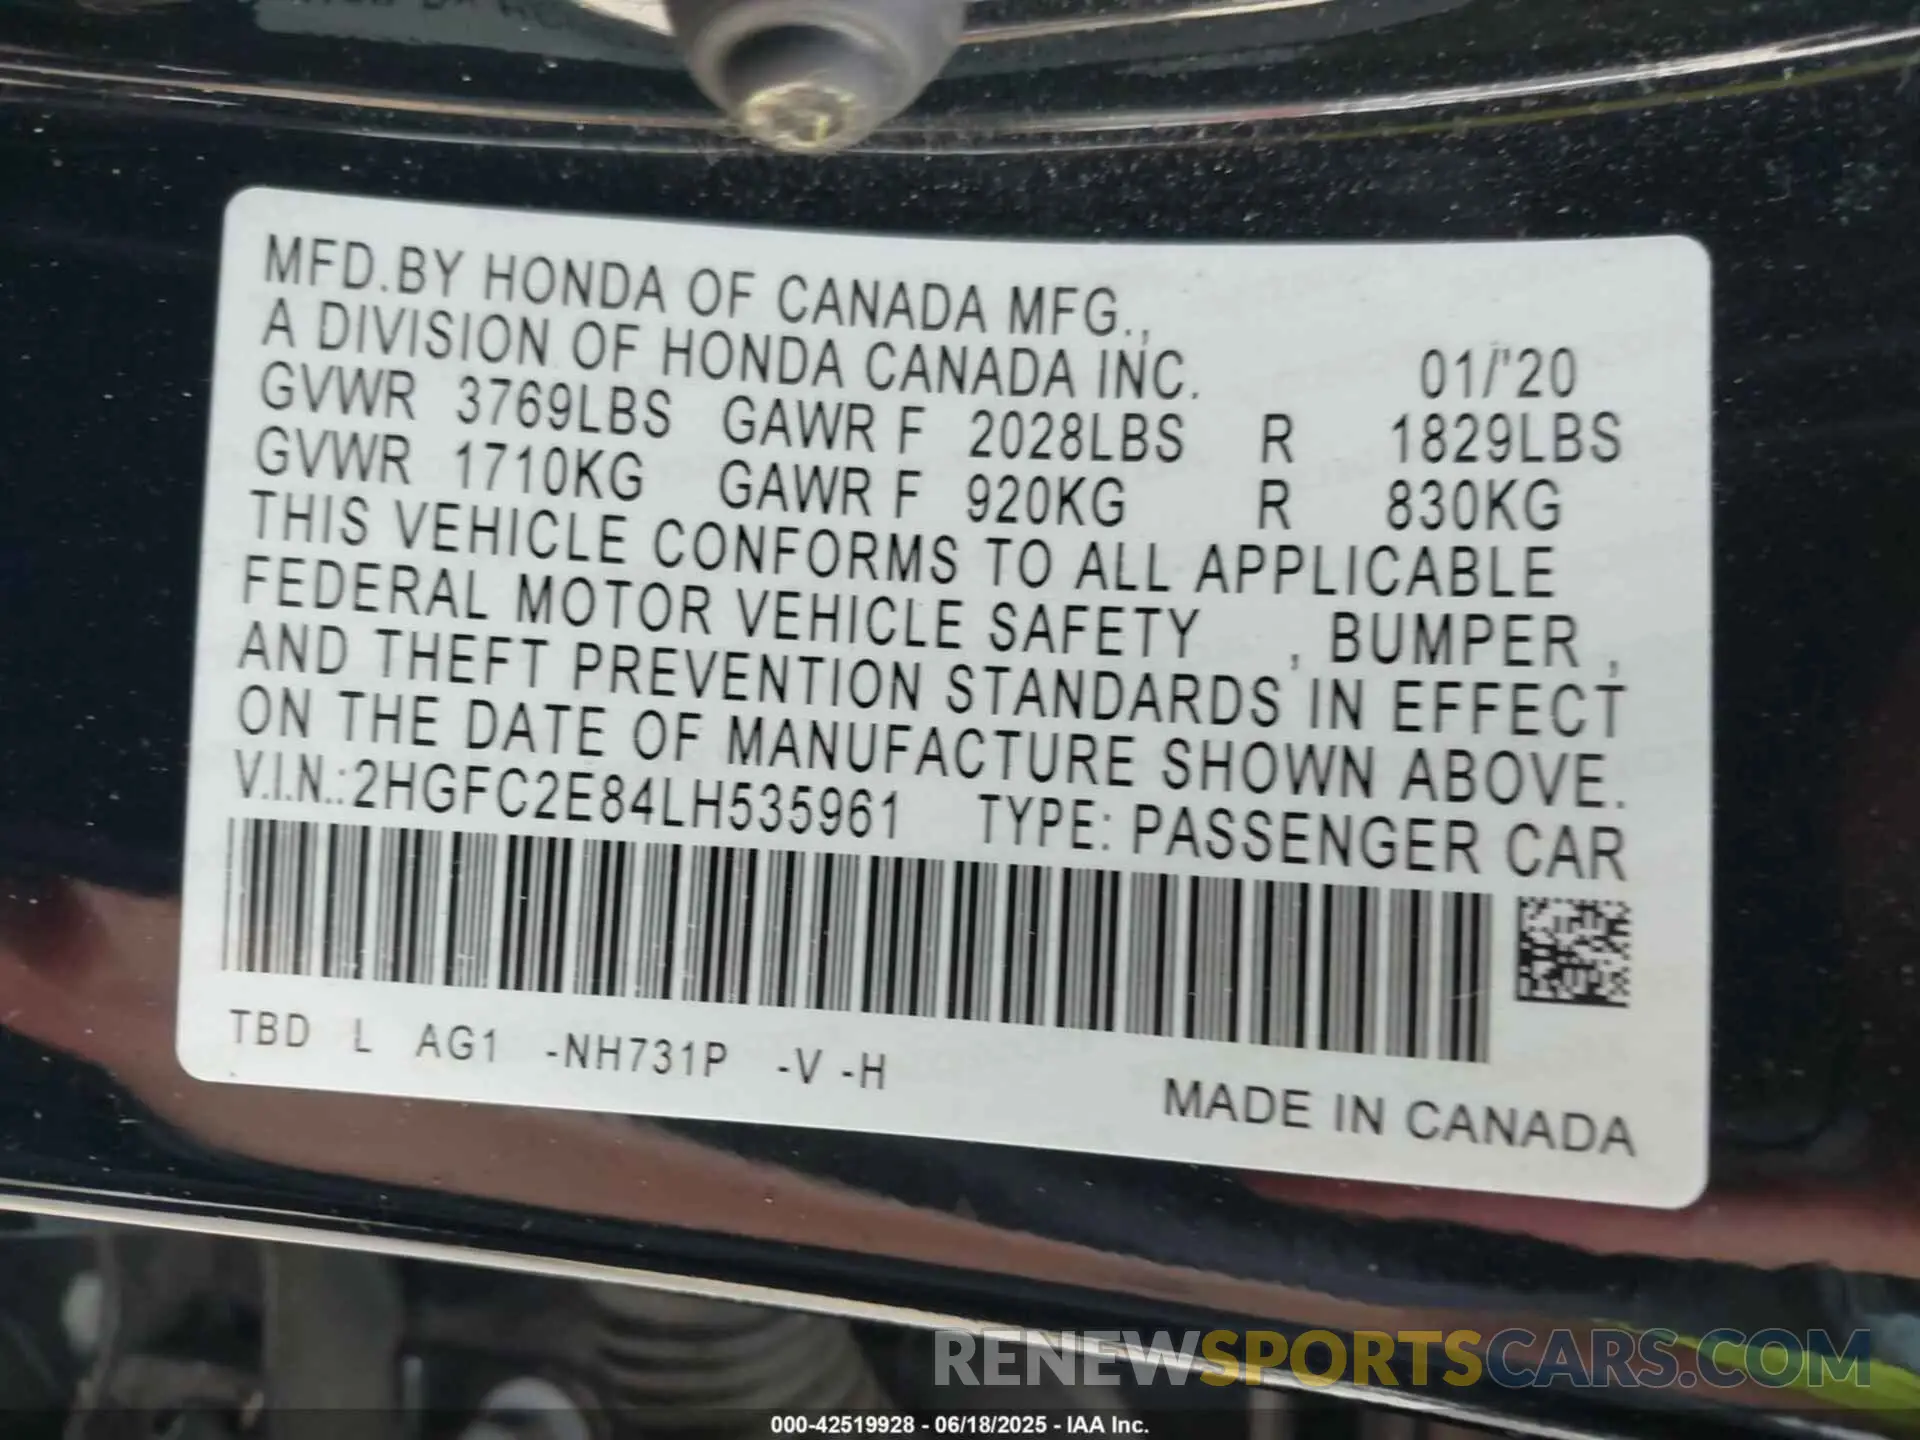 MFD.BY HONDA OF CANADA MFG.,
A DIVISION OF HONDA CANADA INC. 01/'20
GVWR 3769LBS GAWR F 2028LBS R 1829LBS
GVWR 1710KG GAWR F 920KG R 830KG
THIS VEHICLE CONFORMS TO ALL APPLICABLE
FEDERAL MOTOR VEHICLE SAFETY , BUMPER ,
AND THEFT PREVENTION STANDARDS IN EFFECT
ON THE DATE OF MANUFACTURE SHOWN ABOVE.
V.I.N.:2HGFC2E84LH535961 TYPE: PASSENGER CAR
TBD L AG1 -NH731P -V -H
MADE IN CANADA
RENEWSPORTSCARS.COM
000-42519928 - 06/18/2025 - IAA Inc.